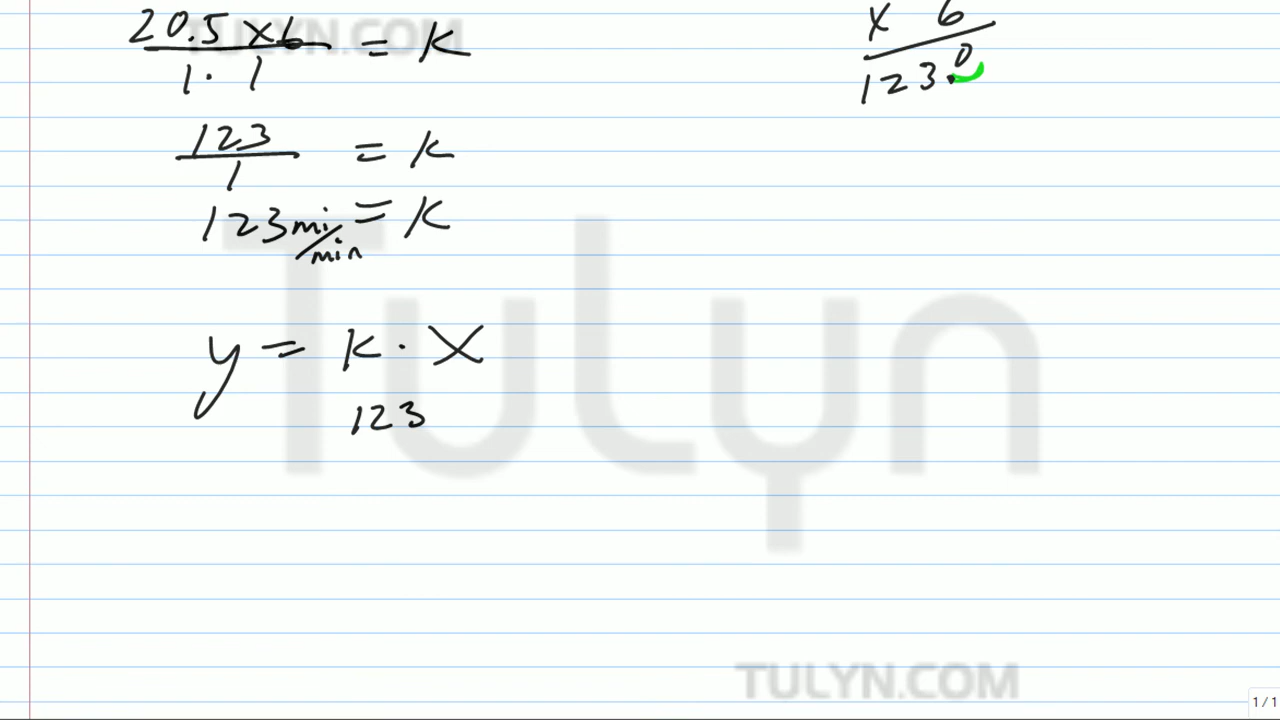 20.5 x 6 = K
1 · 1
x 6
123.0
123 = K
1
123 mi/min = K
y = K · X
123
TULYN.COM
Tulyn
TULYN.COM
1 / 1